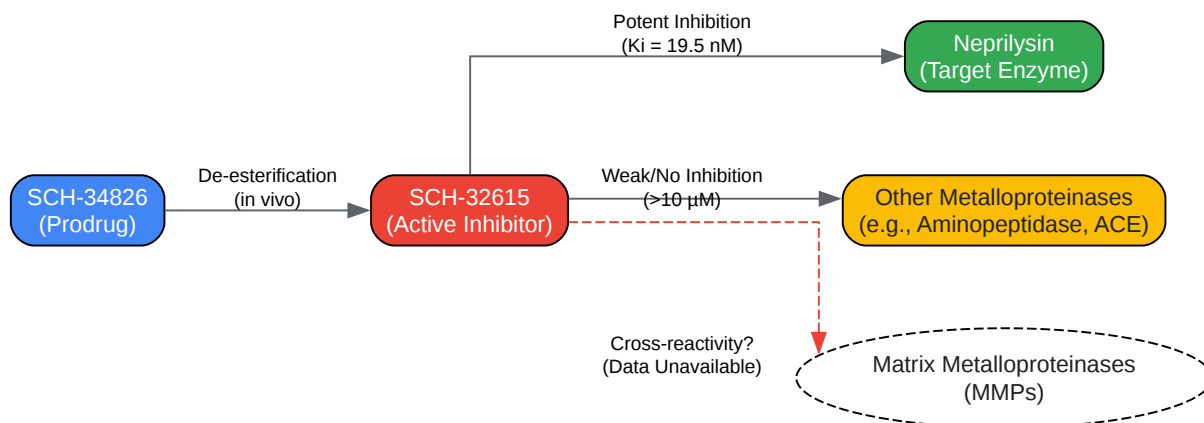 Potent Inhibition
(Ki = 19.5 nM)
Neprilysin
(Target Enzyme)
SCH-34826
(Prodrug)
De-esterification
(in vivo)
SCH-32615
(Active Inhibitor)
Weak/No Inhibition
(>10 µM)
Other Metalloproteinases
(e.g., Aminopeptidase, ACE)
Cross-reactivity?
(Data Unavailable)
Matrix Metalloproteinases
(MMPs)